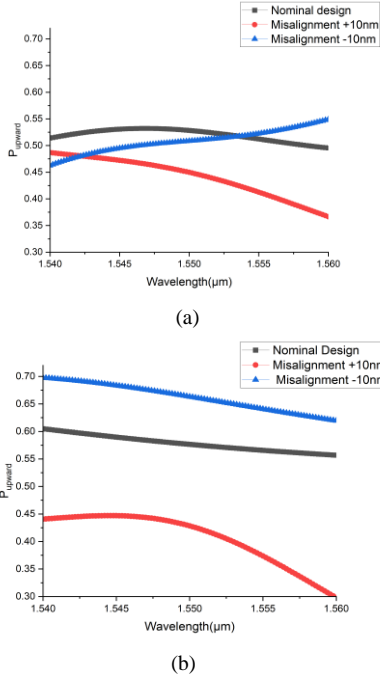 Nominal design
Misalignment +10nm
Misalignment -10nm
0.70
0.65
0.60
0.55
0.50
0.45
0.40
0.35
0.30
P upward
1.540 1.545 1.550 1.555 1.560
Wavelength(μm)
(a)
Nominal Design
Misalignment +10nm
Misalignment -10nm
0.70
0.65
0.60
0.55
0.50
0.45
0.40
0.35
0.30
P upward
1.540 1.545 1.550 1.555 1.560
Wavelength(μm)
(b)